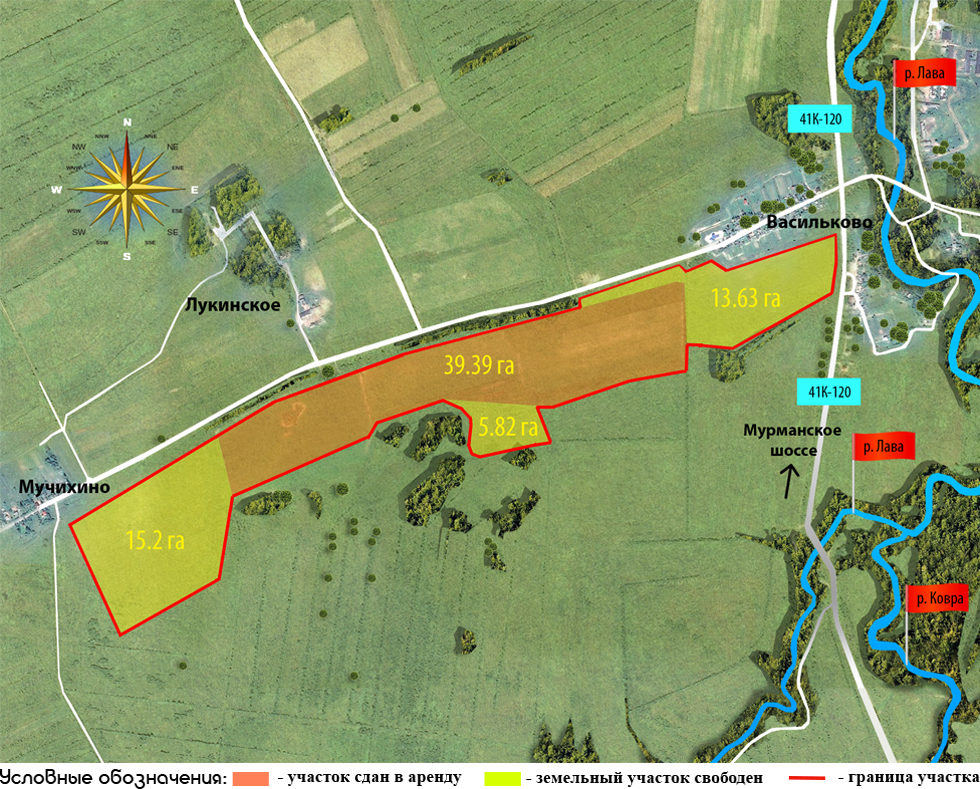 р. Лава
41К-120
N
NNW
NNE
NW
NE
WNW
ENE
W
E
WSW
ESE
SW
SE
SSW
SSE
S
Васильково
Лукинское
13.63 га
39.39 га
41К-120
5.82 га
Мурманское
шоссе
р. Лава
Мучихино
15.2 га
р. Ковра
Условные обозначения:
- участок сдан в аренду
- земельный участок свободен
- граница участка